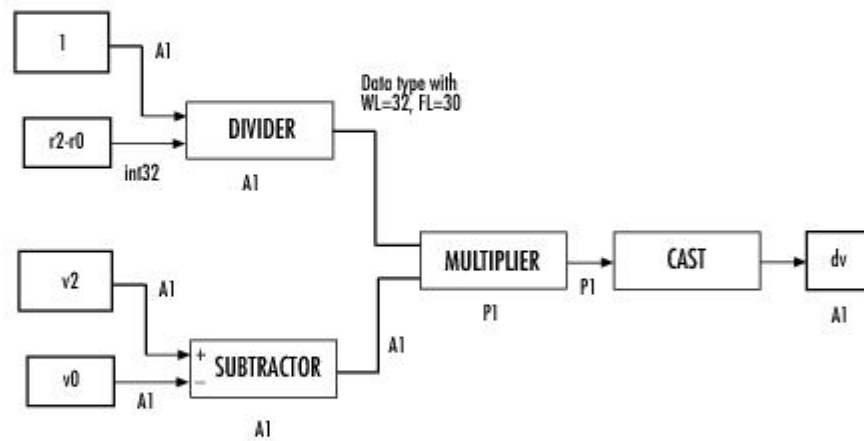 1
A1
Data type with
WL=32, FL=30
DIVIDER
r2-r0
int32
A1
v2
A1
MULTIPLIER
P1
P1
CAST
dv
A1
+
SUBTRACTOR
–
A1
v0
A1
A1